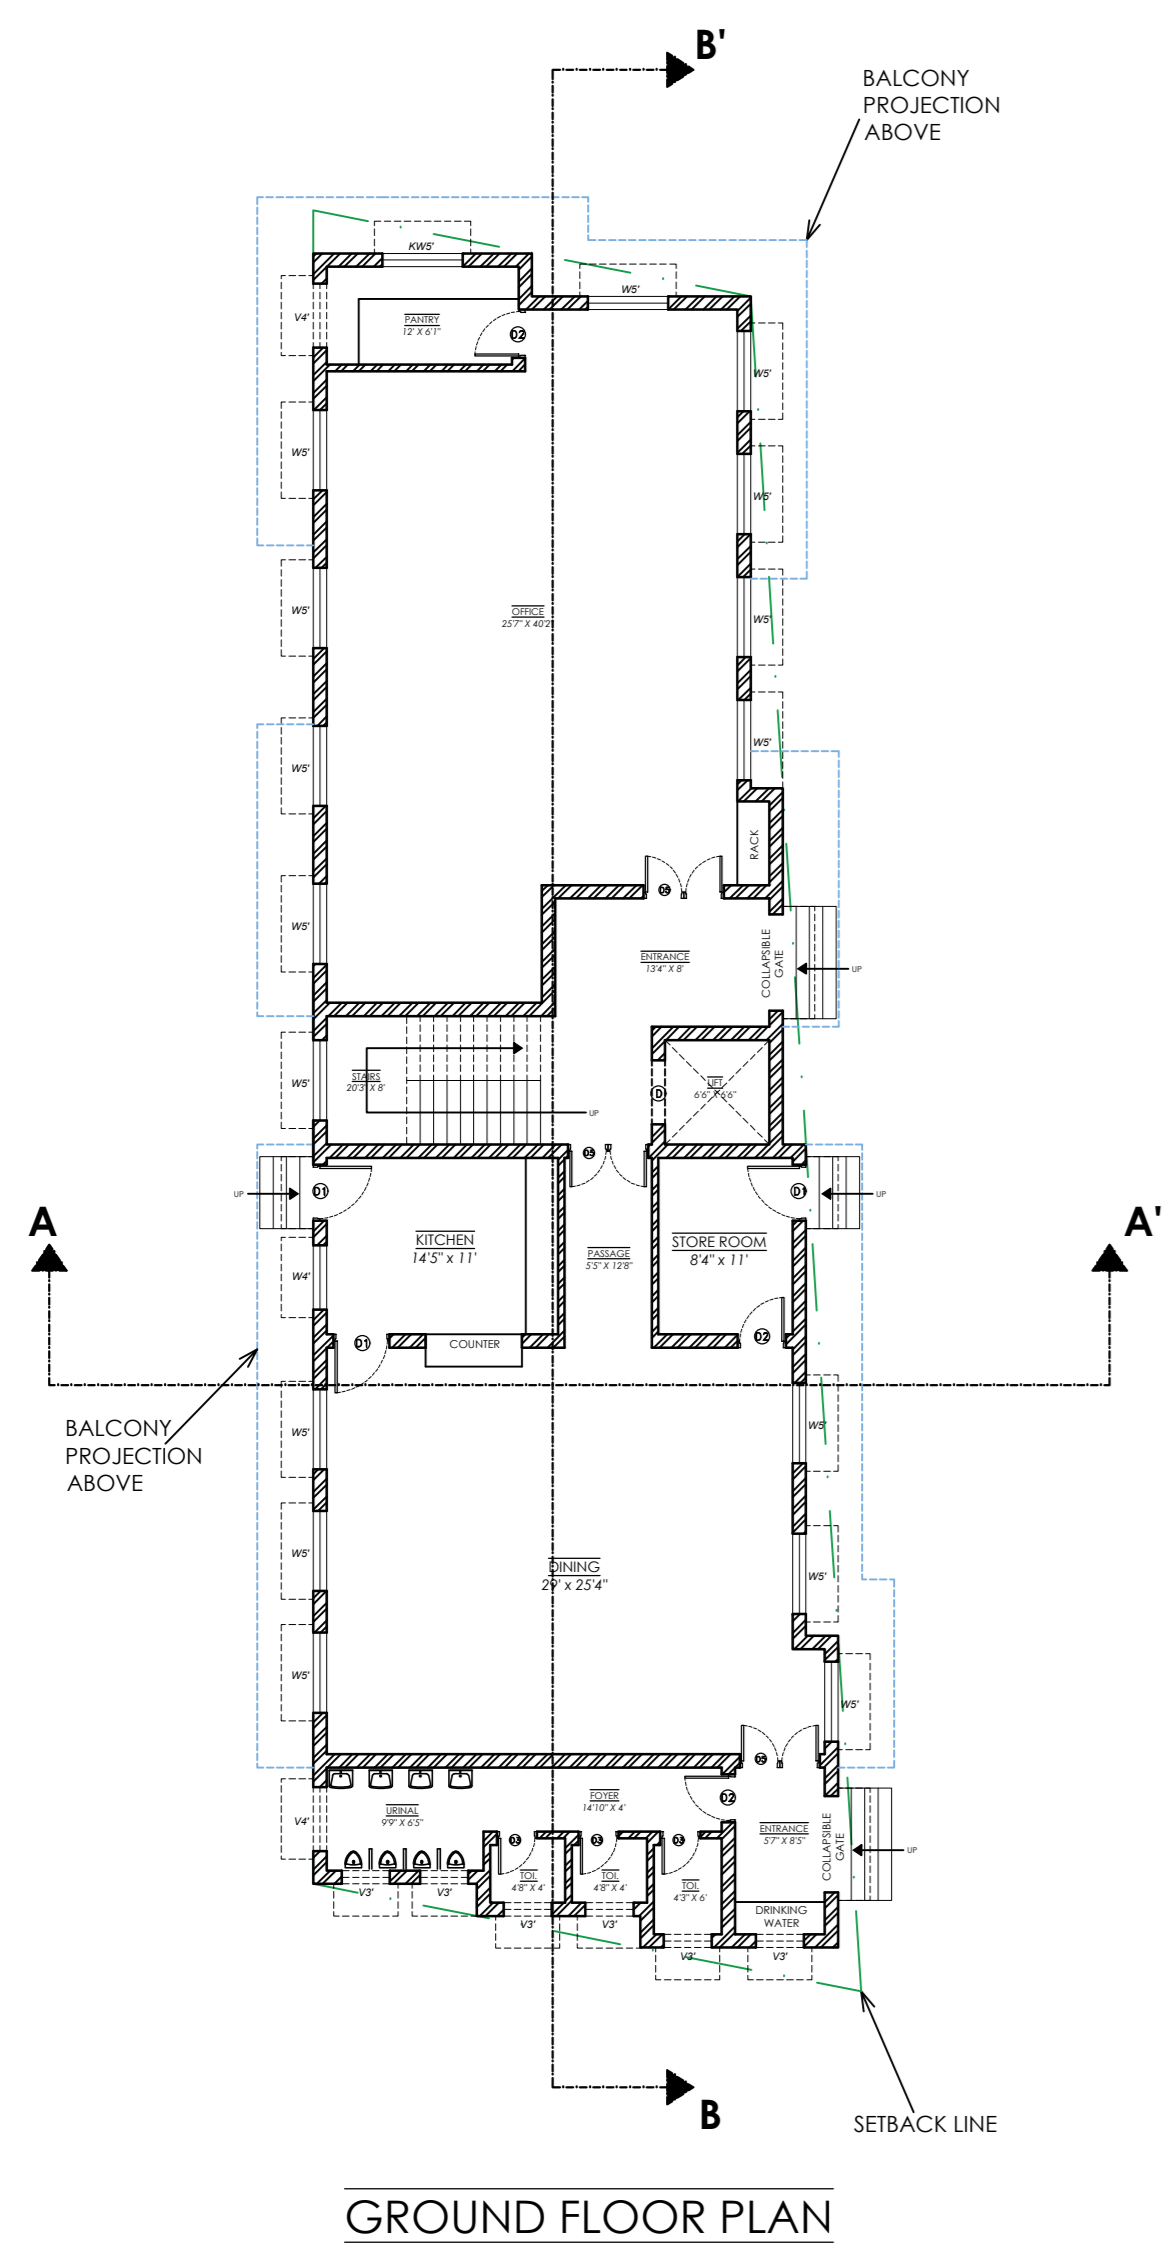 B'
BALCONY
PROJECTION
ABOVE
KW5'
W5'
V4'
PANTRY
12' X 6'1"
D2
W5'
W5'
W5'
OFFICE
25'7" X 40'2
W5'
W5'
W5'
W5'
RACK
D5
W5'
ENTRANCE
13'4" X 8'
COLLAPSIBLE
GATE
UP
STAIRS
20'3" X 8'
W5'
LIFT
6'6" X 6'6"
D
UP
D5
D1
UP
D1
UP
A
A'
KITCHEN
14'5" x 11'
PASSAGE
5'5" X 12'8"
STORE ROOM
8'4" x 11'
W4'
D1
COUNTER
D2
BALCONY
PROJECTION
ABOVE
W5'
W5'
W5'
W5'
DINING
29' x 25'4"
W5'
W5'
D5
FOYER
14'10" X 4'
D2
URINAL
9'9" X 6'5"
V4'
ENTRANCE
5'7" X 8'5"
COLLAPSIBLE
GATE
UP
D3
D3
D3
TOI.
4'8" X 4'
TOI.
4'8" X 4'
TOI.
4'3" X 6'
V3'
V3'
V3'
V3'
DRINKING
WATER
V3'
V3'
B
SETBACK LINE
GROUND FLOOR PLAN